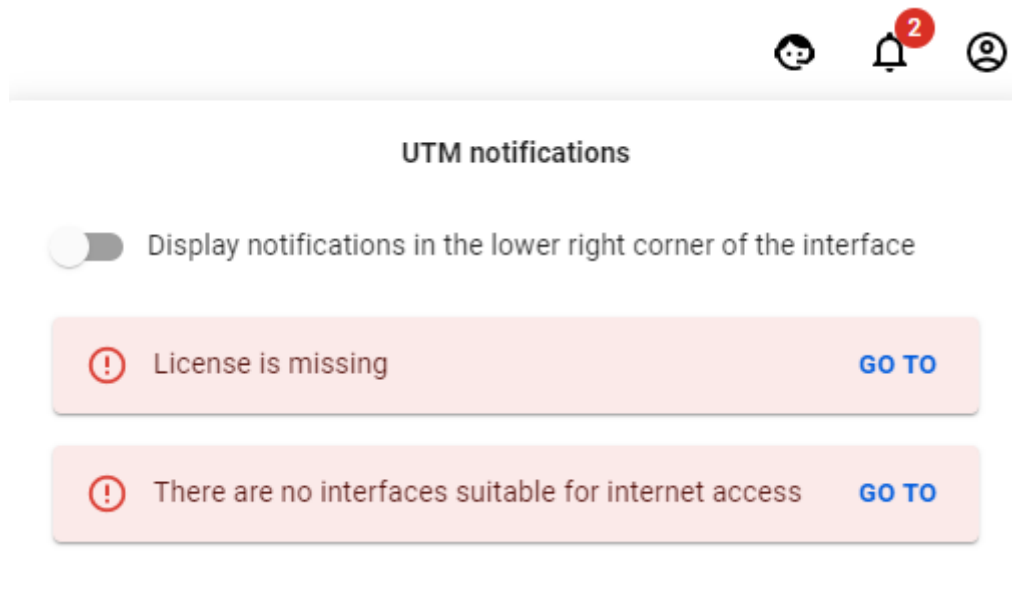 2
UTM notifications
Display notifications in the lower right corner of the interface
License is missing GO TO
There are no interfaces suitable for internet access GO TO